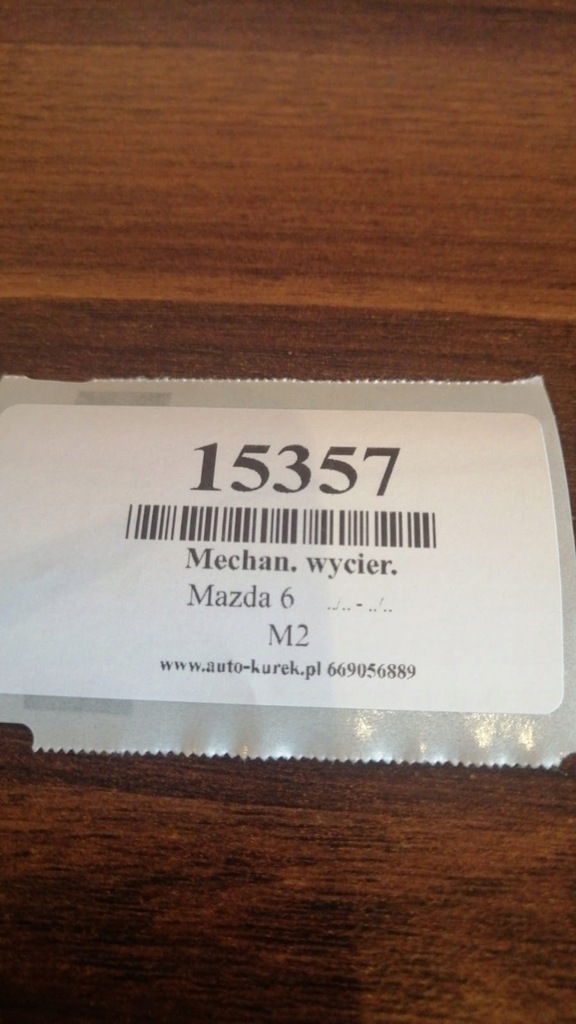 15357
Mechan. wycier.
Mazda 6 ../.. - ../..
M2
www.auto-kurek.pl 669056889